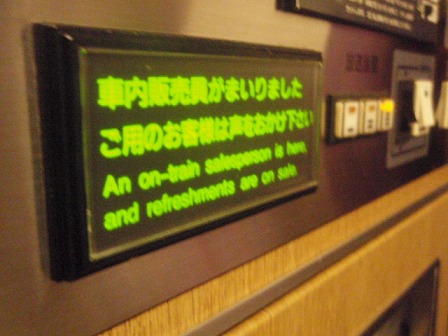 車内販売員がまいりました
ご用のお客様は声をおかけ下さい
An on-train salesperson is here,
and refreshments are on sale.